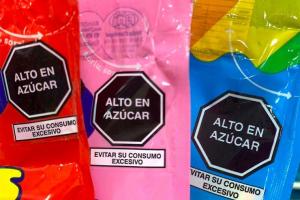 ALTO EN
AZÚCAR
EVITAR SU CONSUMO
EXCESIVO
ALTO EN
AZÚCAR
EVITAR SU CONSUMO
EXCESIVO
ALTO EN
AZÚCAR
EVITAR SU CONSUMO
EXCESIVO